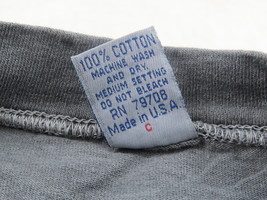 100% COTTON
MACHINE WASH
AND DRY.
MEDIUM SETTING
DO NOT BLEACH
RN 79708
Made in U.S.A
C